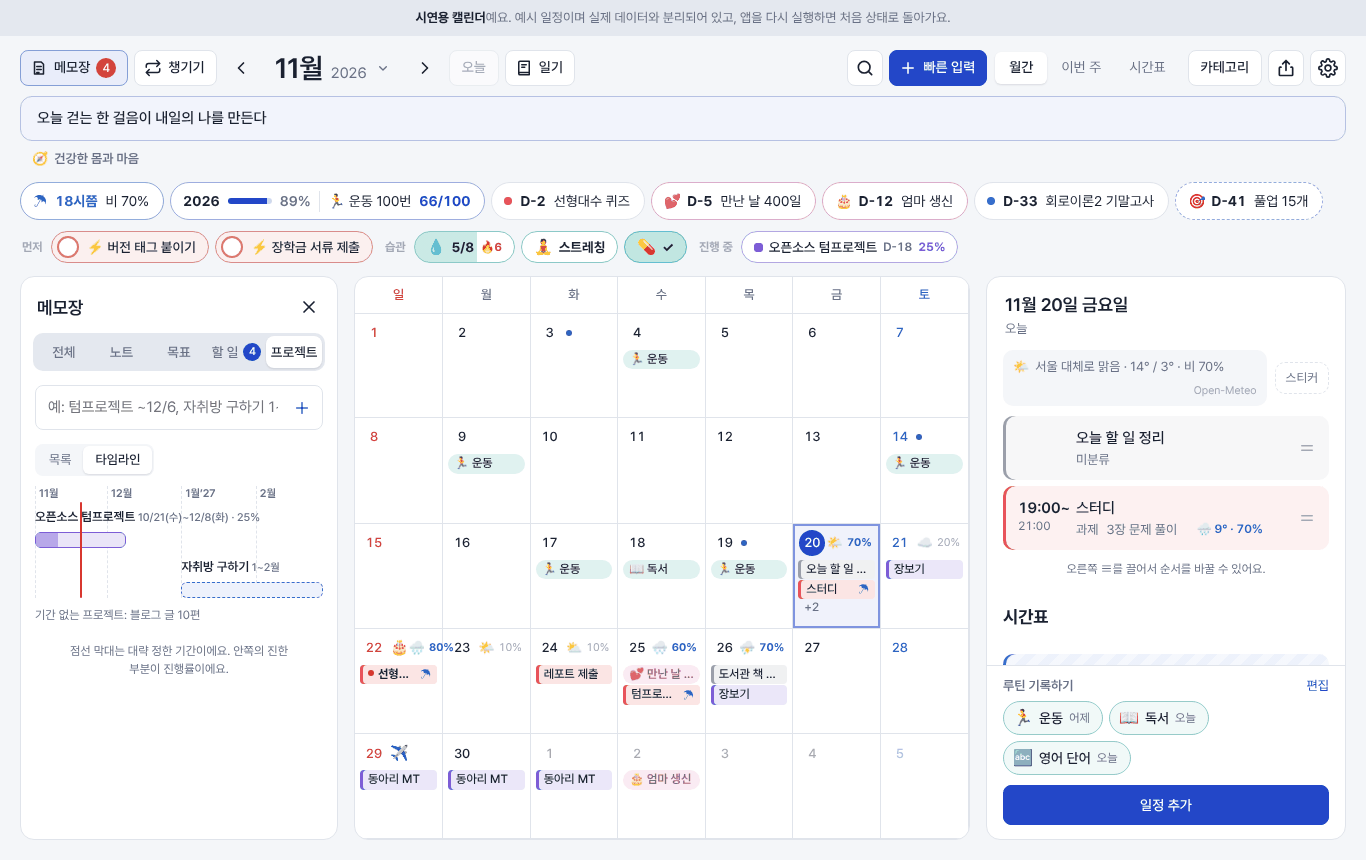 시연용 캘린더예요. 예시 일정이며 실제 데이터와 분리되어 있고, 앱을 다시 실행하면 처음 상태로 돌아가요.
메모장 4 챙기기 11월 2026 오늘 일기 빠른 입력 월간 이번 주 시간표 카테고리
오늘 걷는 한 걸음이 내일의 나를 만든다
건강한 몸과 마음
18시쯤 비 70% 2026 89% 운동 100번 66/100 D-2 선형대수 퀴즈 D-5 만난 날 400일 D-12 엄마 생신 D-33 회로이론2 기말고사 D-41 풀업 15개
먼저 버전 태그 붙이기 장학금 서류 제출 습관 5/8 6 스트레칭 진행 중 오픈소스 텀프로젝트 D-18 25%
메모장
전체 노트 목표 할 일 4 프로젝트
예: 텀프로젝트 ~12/6, 자취방 구하기 1-
목록 타임라인
11월 12월 1월'27 2월
오픈소스 텀프로젝트 10/21(수)~12/8(화) · 25%
자취방 구하기 1~2월
기간 없는 프로젝트: 블로그 글 10편
점선 막대는 대략 정한 기간이에요. 안쪽의 진한
부분이 진행률이에요.
일 월 화 수 목 금 토
1 2 3 4 5 6 7
운동
8 9 10 11 12 13 14
운동 운동
15 16 17 18 19 20 70% 21 20%
운동 독서 운동 오늘 할 일 ... 장보기
스터디
+2
22 80% 23 10% 24 10% 25 60% 26 70% 27 28
선형... 레포트 제출 만난 날 ... 도서관 책 ...
텀프로... 장보기
29 30 1 2 3 4 5
동아리 MT 동아리 MT 동아리 MT 엄마 생신
11월 20일 금요일
오늘
서울 대체로 맑음 · 14° / 3° · 비 70%
Open-Meteo
스티커
오늘 할 일 정리
미분류
19:00~ 스터디
21:00 과제 3장 문제 풀이 9° · 70%
오른쪽 ≡를 끌어서 순서를 바꿀 수 있어요.
시간표
루틴 기록하기 편집
운동 어제 독서 오늘
abc 영어 단어 오늘
일정 추가